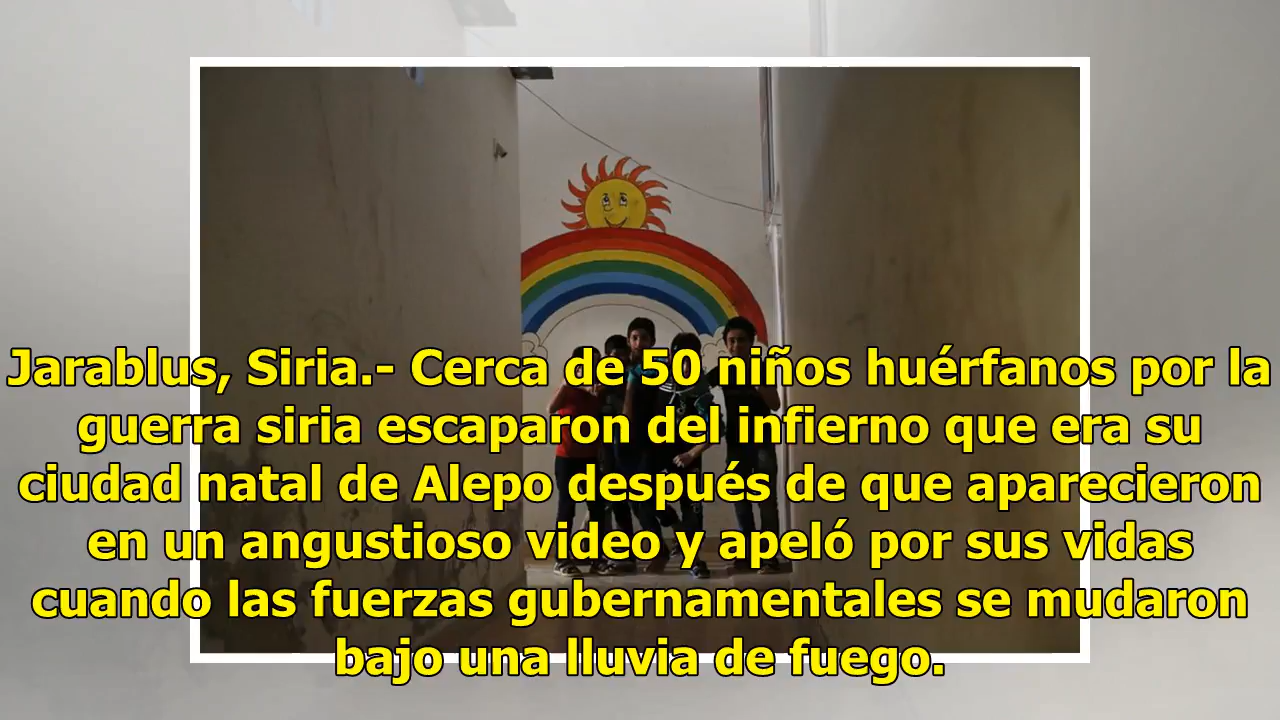 Jarablus, Siria.- Cerca de 50 niños huérfanos por la
guerra siria escaparon del infierno que era su
ciudad natal de Alepo después de que aparecieron
en un angustioso video y apeló por sus vidas
cuando las fuerzas gubernamentales se mudaron
bajo una lluvia de fuego.